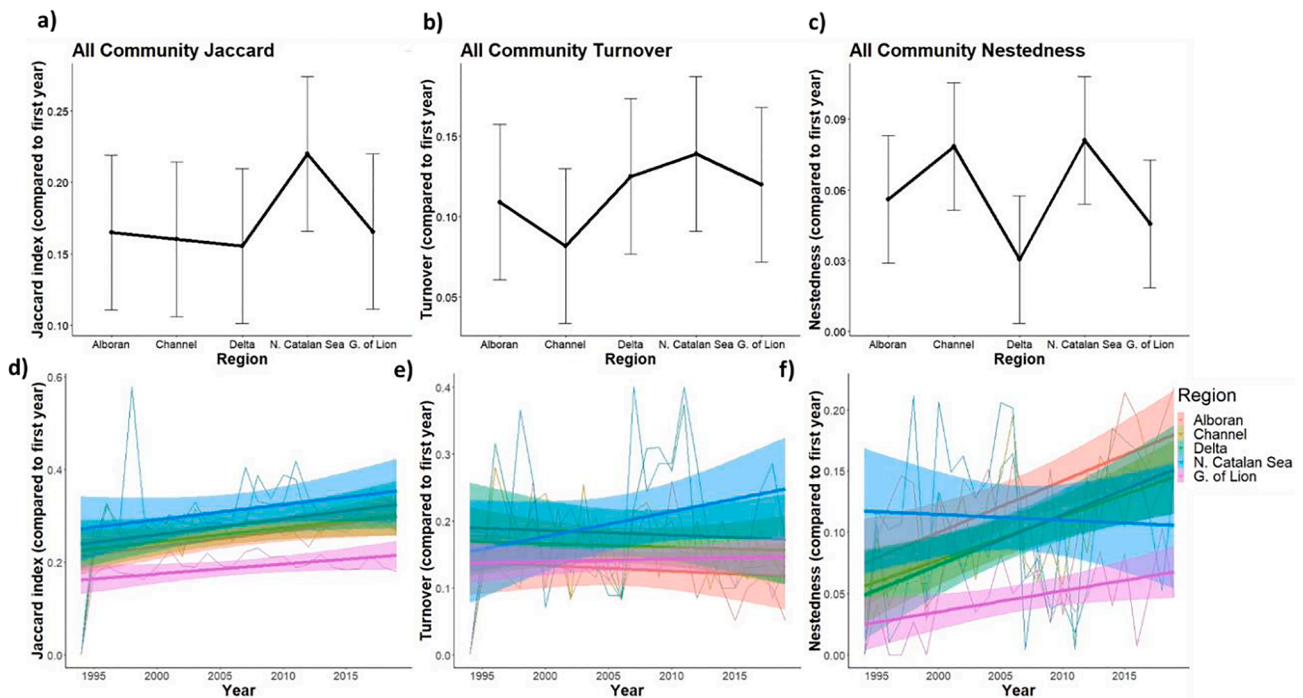 a)
All Community Jaccard
Jaccard index (compared to first year)
0.25
0.20
0.15
0.10
Alboran Channel Delta N. Catalan Sea G. of Lion
Region
b)
All Community Turnover
Turnover (compared to first year)
0.15
0.10
0.05
Alboran Channel Delta N. Catalan Sea G. of Lion
Region
c)
All Community Nestedness
Nestedness (compared to first year)
0.09
0.06
0.03
0.00
Alboran Channel Delta N. Catalan Sea G. of Lion
Region
d)
Jaccard index (compared to first year)
0.6
0.4
0.2
0.0
1995 2000 2005 2010 2015
Year
e)
Turnover (compared to first year)
0.4
0.3
0.2
0.1
0.0
1995 2000 2005 2010 2015
Year
f)
Nestedness (compared to first year)
0.20
0.15
0.10
0.05
0.00
1995 2000 2005 2010 2015
Year
Region
Alboran
Channel
Delta
N. Catalan Sea
G. of Lion